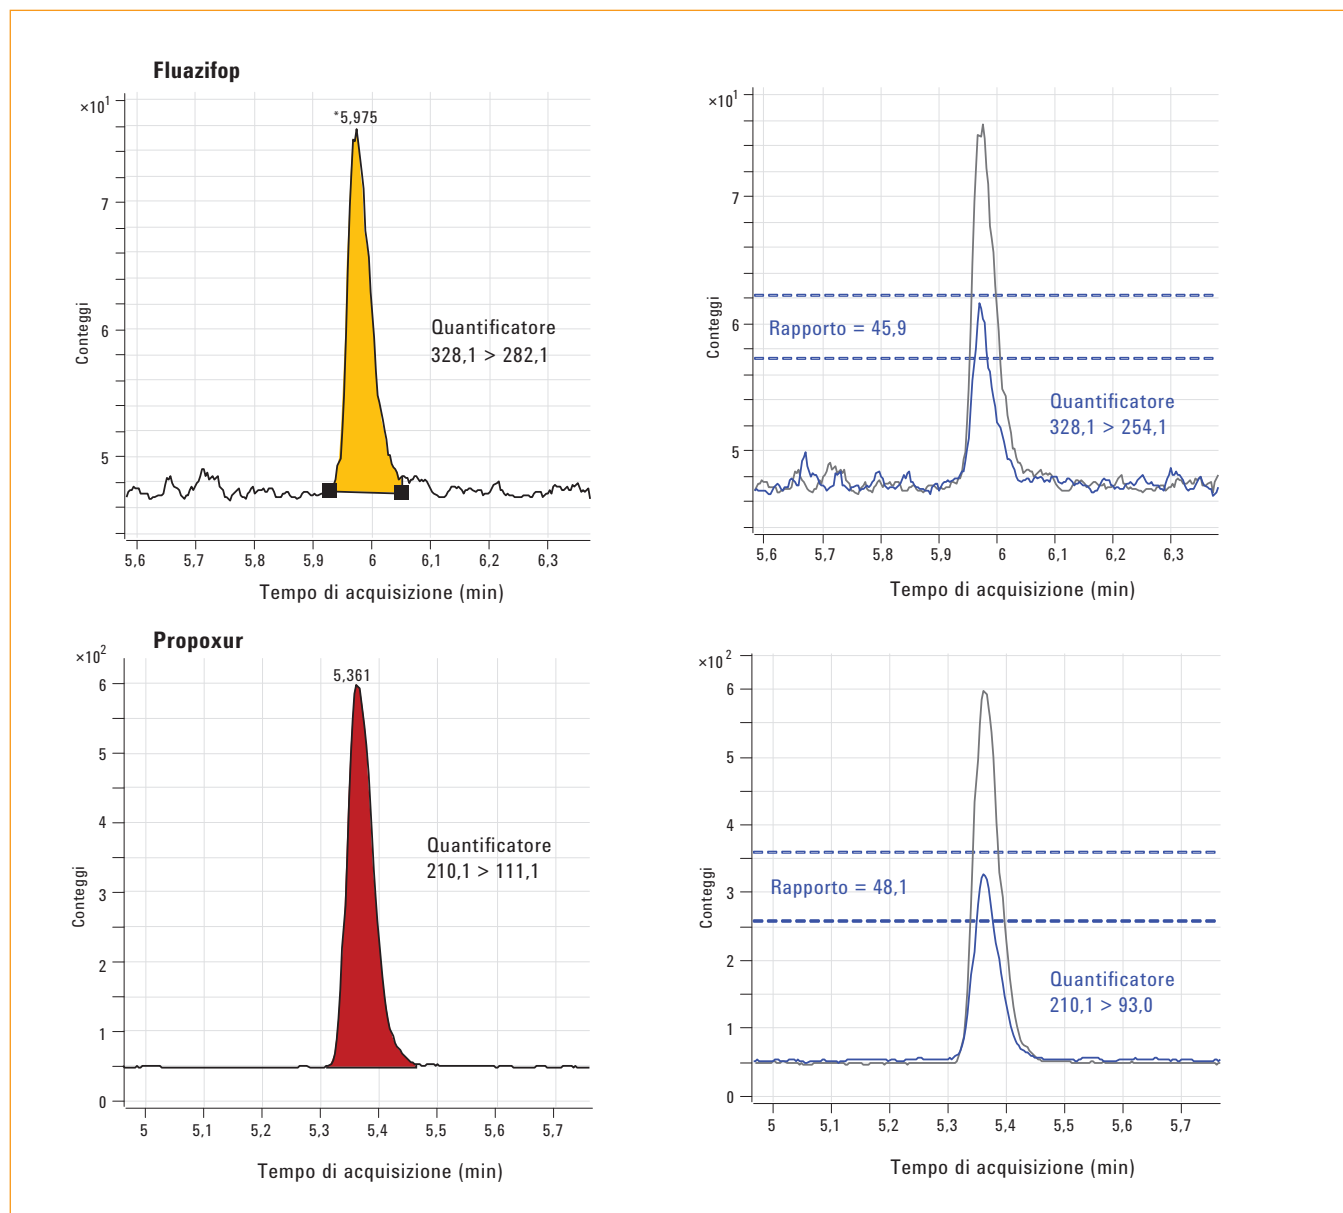 Fluazifop
×10¹
*5,975
7
6
5
Conteggi
Quantificatore
328,1 > 282,1
5,6 5,7 5,8 5,9 6 6,1 6,2 6,3
Tempo di acquisizione (min)
×10¹
7
6
5
Conteggi
Rapporto = 45,9
Quantificatore
328,1 > 254,1
5,6 5,7 5,8 5,9 6 6,1 6,2 6,3
Tempo di acquisizione (min)
Propoxur
×10²
5,361
6
5
4
3
2
1
0
Conteggi
Quantificatore
210,1 > 111,1
5 5,1 5,2 5,3 5,4 5,5 5,6 5,7
Tempo di acquisizione (min)
×10²
6
5
4
3
2
1
0
Conteggi
Rapporto = 48,1
Quantificatore
210,1 > 93,0
5 5,1 5,2 5,3 5,4 5,5 5,6 5,7
Tempo di acquisizione (min)